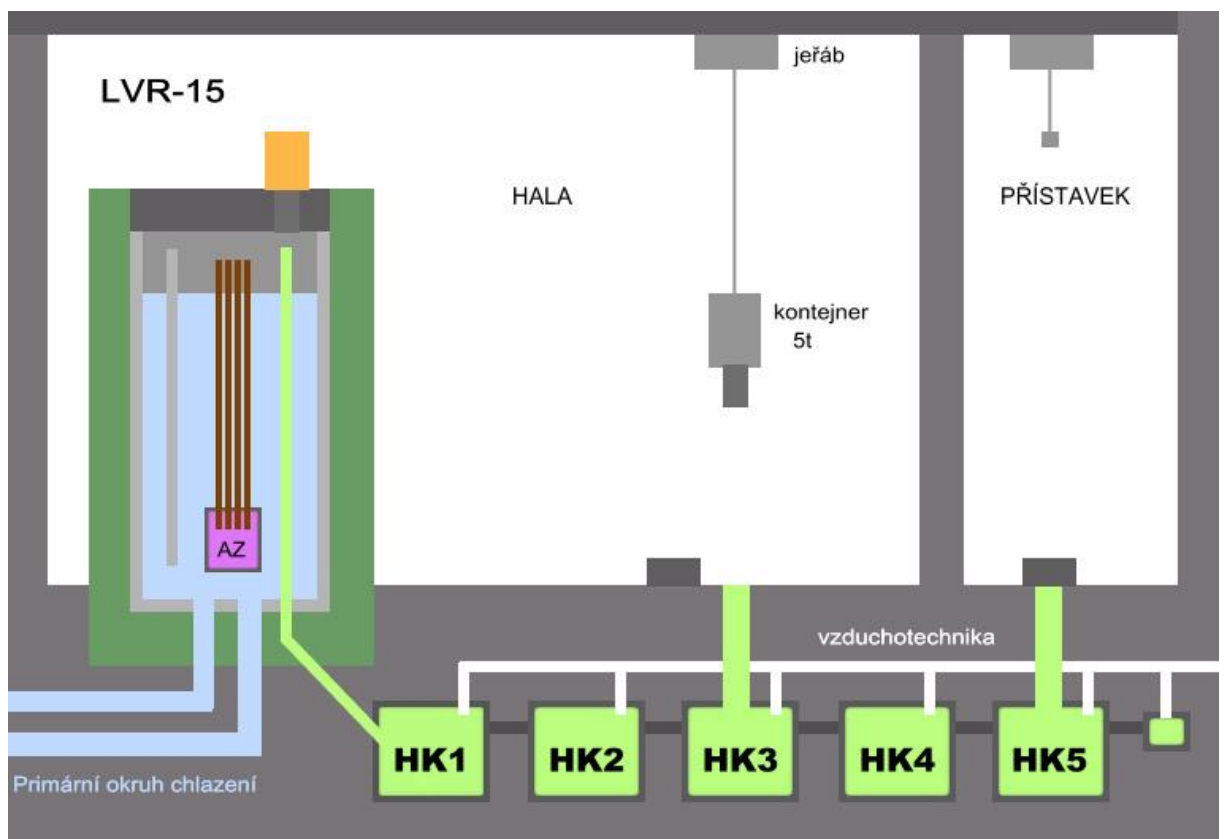 jeřáb
LVR-15
HALA
PŘÍSTAVEK
kontejner
5t
AZ
vzduchotechnika
HK1
HK2
HK3
HK4
HK5
Primární okruh chlazení